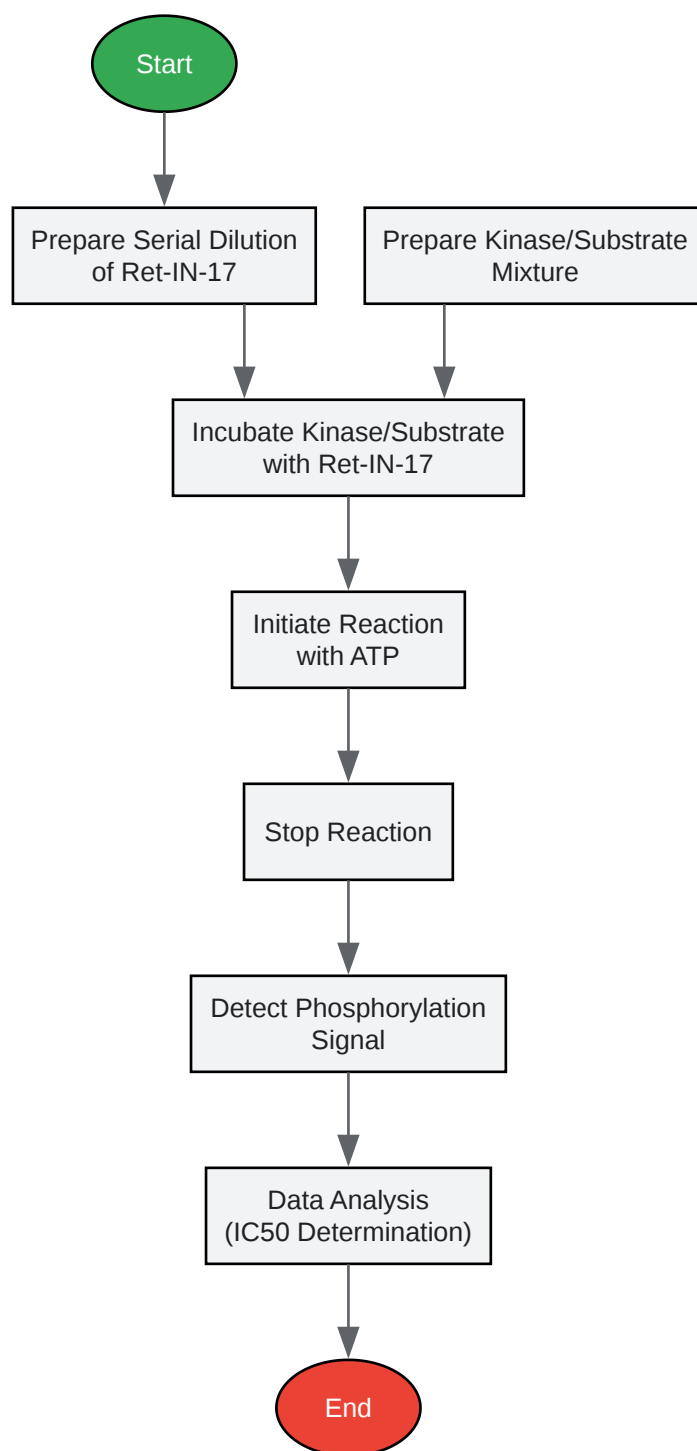 Start
Prepare Serial Dilution
of Ret-IN-17
Prepare Kinase/Substrate
Mixture
Incubate Kinase/Substrate
with Ret-IN-17
Initiate Reaction
with ATP
Stop Reaction
Detect Phosphorylation
Signal
Data Analysis
(IC50 Determination)
End